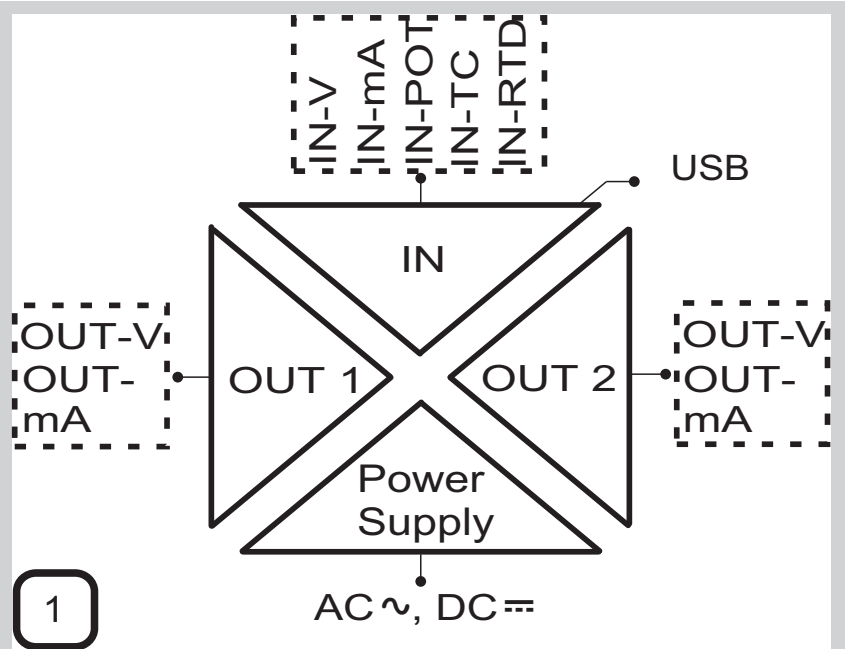 IN-V
IN-mA
IN-POT
IN-TC
IN-RTD
USB
IN
OUT-V
OUT-
mA
OUT 1
OUT 2
OUT-V
OUT-
mA
Power
Supply
1
AC ∿, DC ⎓